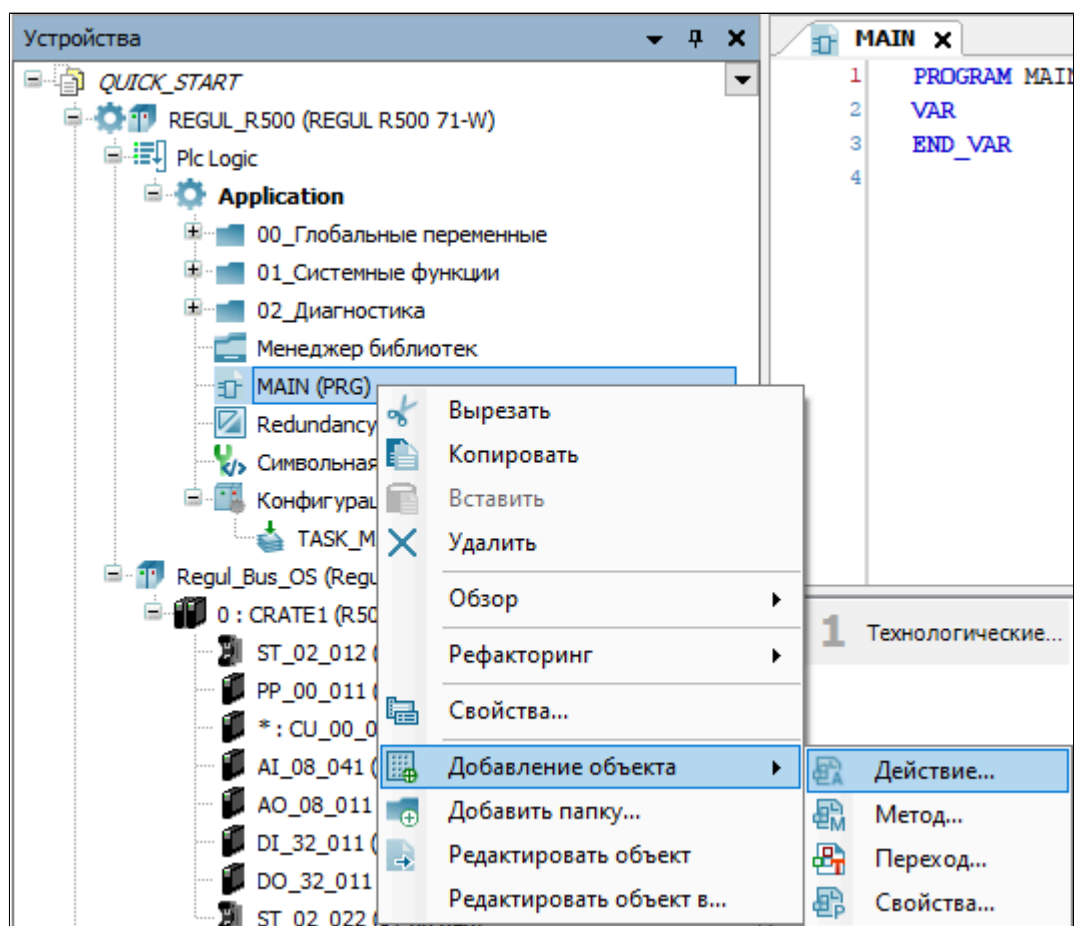 Устройства
QUICK_START
REGUL_R500 (REGUL R500 71-W)
Plc Logic
Application
00_Глобальные переменные
01_Системные функции
02_Диагностика
Менеджер библиотек
MAIN (PRG)
Redundancy
Символьная
TASK_M
Regul_Bus_OS (Regu
0 : CRATE1 (R50
ST_02_012 (
PP_00_011 (
* : CU_00_0
AI_08_041 (
AO_08_011
DI_32_011 (
DO_32_011
ST_02_022
Вырезать
Копировать
Вставить
Удалить
Обзор
Рефакторинг
Свойства...
Добавление объекта
Добавить папку...
Редактировать объект
Редактировать объект в...
Действие...
Метод...
Переход...
Свойства...
MAIN
1 PROGRAM MAIN
2 VAR
3 END_VAR
4
1 Технологические...